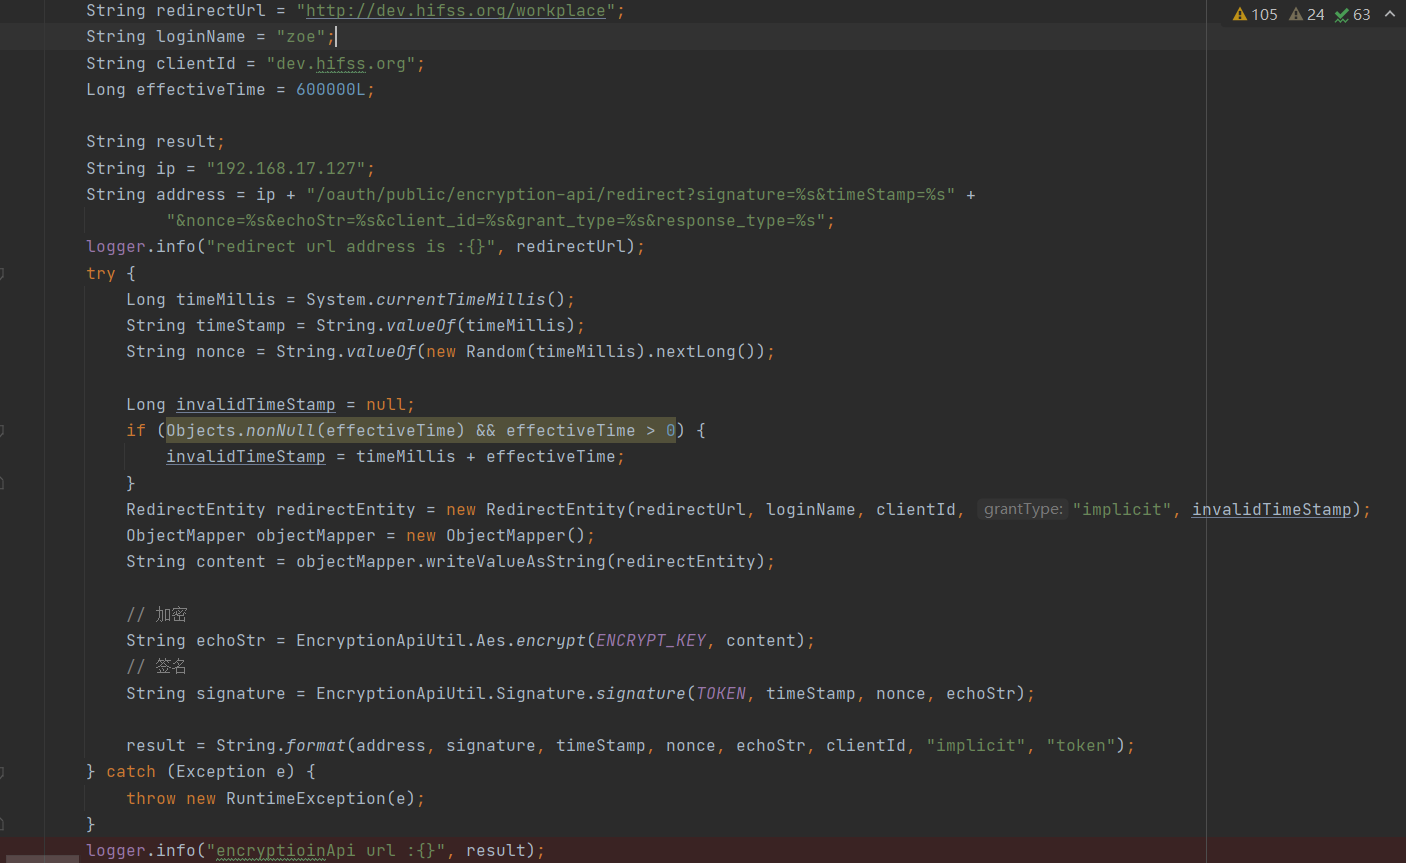 String redirectUrl = "http://dev.hifss.org/workplace";
105 24 63
String loginName = "zoe";
String clientId = "dev.hifss.org";
Long effectiveTime = 600000L;
String result;
String ip = "192.168.17.127";
String address = ip + "/oauth/public/encryption-api/redirect?signature=%s&timeStamp=%s" +
"&nonce=%s&echoStr=%s&client_id=%s&grant_type=%s&response_type=%s";
logger.info("redirect url address is :{}", redirectUrl);
try {
Long timeMillis = System.currentTimeMillis();
String timeStamp = String.valueOf(timeMillis);
String nonce = String.valueOf(new Random(timeMillis).nextLong());
Long invalidTimeStamp = null;
if (Objects.nonNull(effectiveTime) && effectiveTime > 0) {
invalidTimeStamp = timeMillis + effectiveTime;
}
RedirectEntity redirectEntity = new RedirectEntity(redirectUrl, loginName, clientId, grantType: "implicit", invalidTimeStamp);
ObjectMapper objectMapper = new ObjectMapper();
String content = objectMapper.writeValueAsString(redirectEntity);
// 加密
String echoStr = EncryptionApiUtil.Aes.encrypt(ENCRYPT_KEY, content);
// 签名
String signature = EncryptionApiUtil.Signature.signature(TOKEN, timeStamp, nonce, echoStr);
result = String.format(address, signature, timeStamp, nonce, echoStr, clientId, "implicit", "token");
} catch (Exception e) {
throw new RuntimeException(e);
}
logger.info("encryptioinApi url :{}", result);